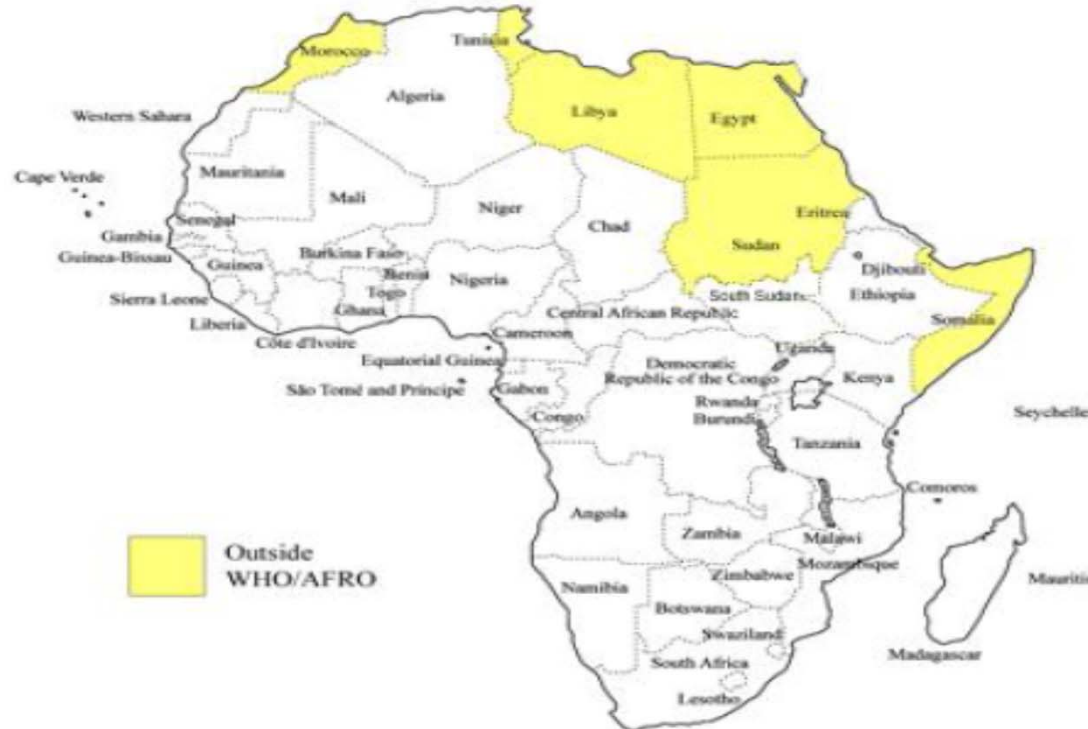 Tunisia
Morocco
Algeria
Libya
Egypt
Western Sahara
Mauritania
Cape Verde
Mali
Niger
Chad
Eritrea
Senegal
Sudan
Gambia
Guinea-Bissau
Burkina Faso
Guinea
Benin
Nigeria
Djibouti
Togo
South Sudan
Ethiopia
Sierra Leone
Ghana
Central African Republic
Somalia
Liberia
Cameroon
Côte d'Ivoire
Equatorial Guinea
Uganda
Democratic
Republic of the Congo
Kenya
São Tomé and Príncipe
Gabon
Rwanda
Burundi
Congo
Seychelle
Tanzania
Comoros
Angola
Zambia
Malawi
Outside
WHO/AFRO
Mozambique
Zimbabwe
Mauriti
Namibia
Botswana
Swaziland
Madagascar
South Africa
Lesotho